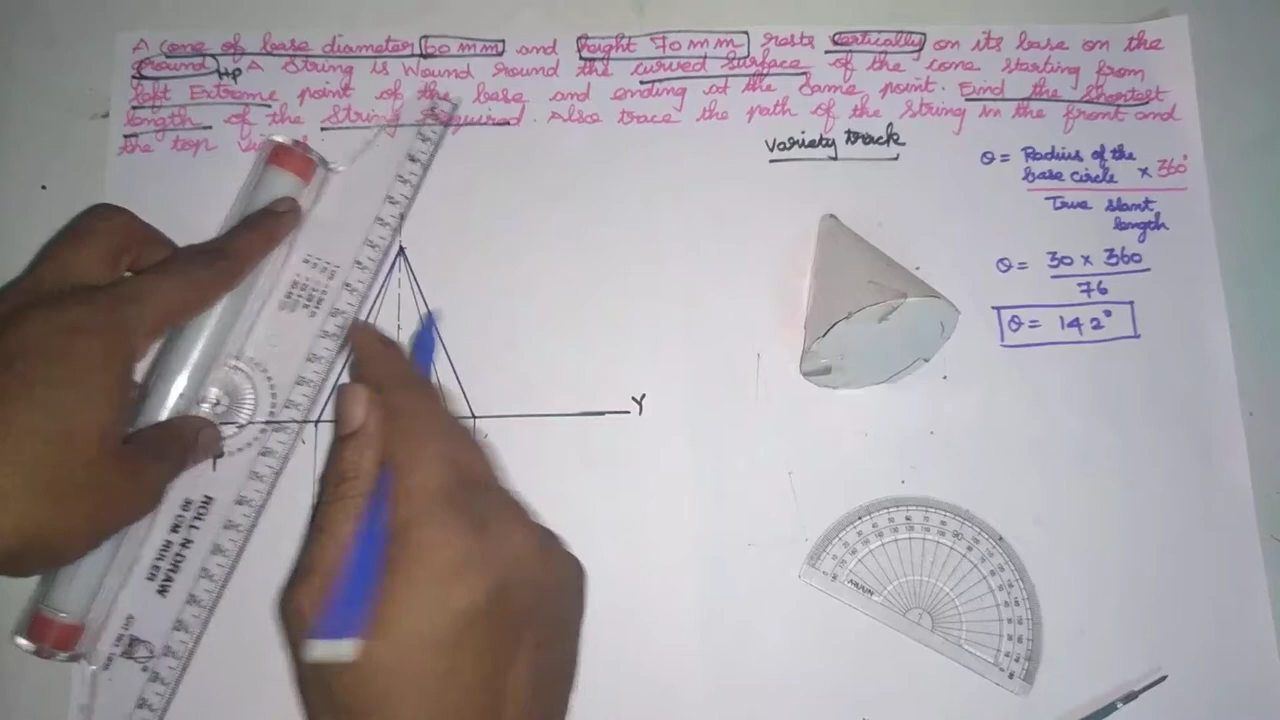 A cone of base diameter 60 mm and height 70 mm rests vertically on its base on the
ground HP A string is wound round the curved surface of the cone starting from
left Extreme point of the base and ending at the same point. Find the shortest
length of the string required. Also trace the path of the string in the front and
the top
variety track
θ = Radius of the base circle × 360°
True slant length
θ = 30 × 360
76
θ = 142°
Y
ROLL-N-DRAW
30 CM. RULER